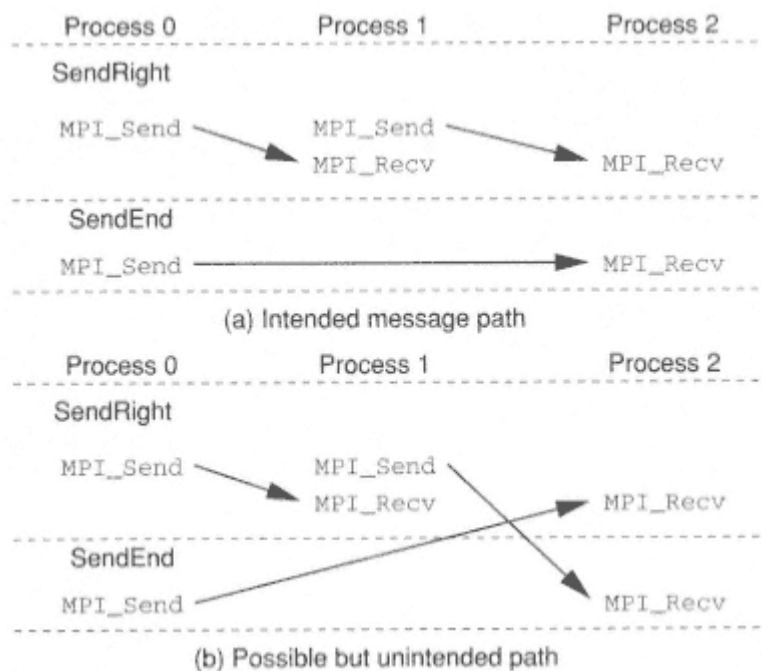 Process 0 Process 1 Process 2
SendRight
MPI_Send MPI_Send
MPI_Recv MPI_Recv
SendEnd
MPI_Send MPI_Recv
(a) Intended message path
Process 0 Process 1 Process 2
SendRight
MPI_Send MPI_Send
MPI_Recv MPI_Recv
SendEnd
MPI_Send MPI_Recv
(b) Possible but unintended path